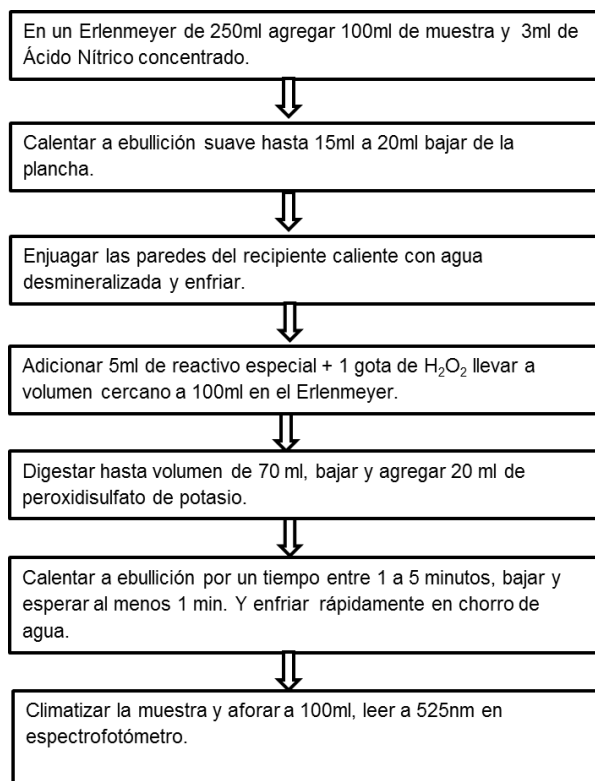 En un Erlenmeyer de 250ml agregar 100ml de muestra y 3ml de
Ácido Nítrico concentrado.
Calentar a ebullición suave hasta 15ml a 20ml bajar de la
plancha.
Enjuagar las paredes del recipiente caliente con agua
desmineralizada y enfriar.
Adicionar 5ml de reactivo especial + 1 gota de H₂O₂ llevar a
volumen cercano a 100ml en el Erlenmeyer.
Digestar hasta volumen de 70 ml, bajar y agregar 20 ml de
peroxidisulfato de potasio.
Calentar a ebullición por un tiempo entre 1 a 5 minutos, bajar y
esperar al menos 1 min. Y enfriar rápidamente en chorro de
agua.
Climatizar la muestra y aforar a 100ml, leer a 525nm en
espectrofotómetro.